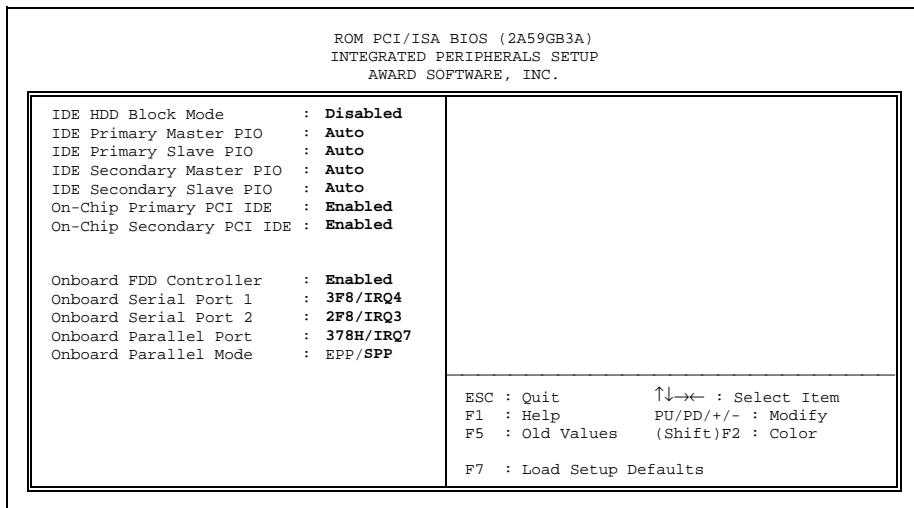 ROM PCI/ISA BIOS (2A59GB3A)
INTEGRATED PERIPHERALS SETUP
AWARD SOFTWARE, INC.
IDE HDD Block Mode : Disabled
IDE Primary Master PIO : Auto
IDE Primary Slave PIO : Auto
IDE Secondary Master PIO : Auto
IDE Secondary Slave PIO : Auto
On-Chip Primary PCI IDE : Enabled
On-Chip Secondary PCI IDE : Enabled
Onboard FDD Controller : Enabled
Onboard Serial Port 1 : 3F8/IRQ4
Onboard Serial Port 2 : 2F8/IRQ3
Onboard Parallel Port : 378H/IRQ7
Onboard Parallel Mode : EPP/SPP
ESC : Quit ↑↓→← : Select Item
F1 : Help PU/PD/+/- : Modify
F5 : Old Values (Shift)F2 : Color
F7 : Load Setup Defaults